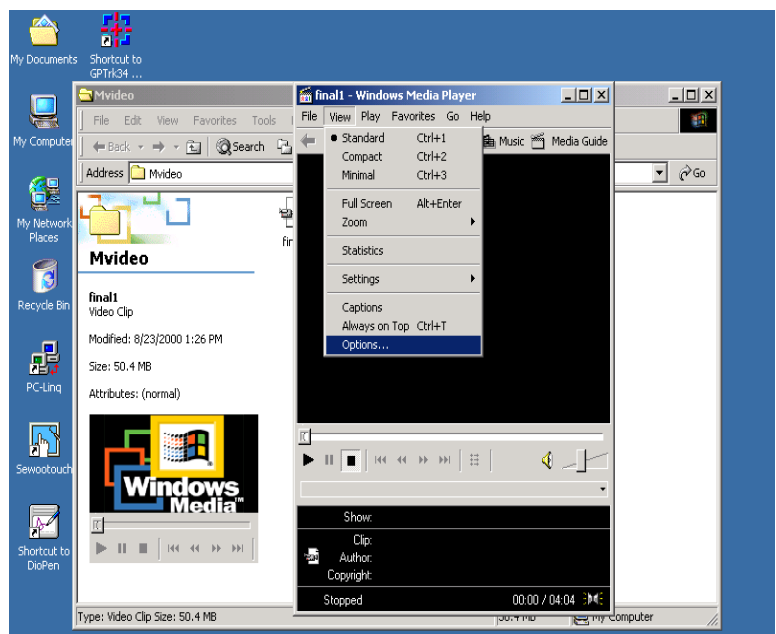 My Documents
Shortcut to
GPTrk34 ...
My Computer
My Network
Places
Recycle Bin
PC-Linq
Sewootouch
Shortcut to
DioPen
Mvideo
File Edit View Favorites Tools
Back Search
Address Mvideo
Go
Mvideo
final1
Video Clip
Modified: 8/23/2000 1:26 PM
Size: 50.4 MB
Attributes: (normal)
Windows
Media™
Type: Video Clip Size: 50.4 MB
50.4 MB My Computer
final1 - Windows Media Player
File View Play Favorites Go Help
Music Media Guide
Standard Ctrl+1
Compact Ctrl+2
Minimal Ctrl+3
Full Screen Alt+Enter
Zoom
Statistics
Settings
Captions
Always on Top Ctrl+T
Options...
Show:
Clip:
Author:
Copyright:
Stopped 00:00 / 04:04